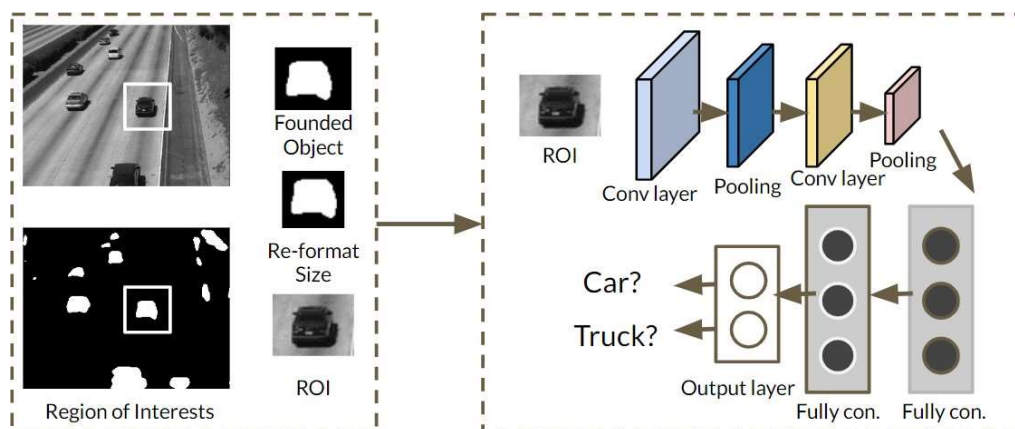 Founded
Object
Re-format
Size
ROI
Region of Interests
ROI
Conv layer
Pooling
Conv layer
Pooling
Car?
Truck?
Output layer
Fully con.
Fully con.